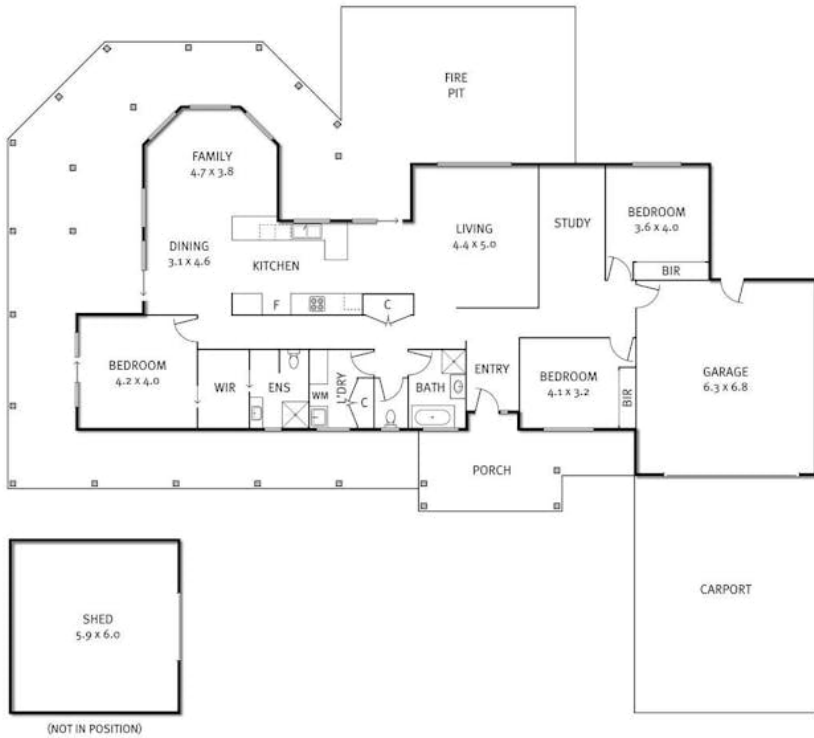 FIRE
PIT
FAMILY
4.7 x 3.8
LIVING
4.4 x 5.0
STUDY
BEDROOM
3.6 x 4.0
DINING
3.1 x 4.6
KITCHEN
BIR
F
C
BEDROOM
4.2 x 4.0
WIR
ENS
WM
L'DRY
C
BATH
ENTRY
BEDROOM
4.1 x 3.2
BIR
GARAGE
6.3 x 6.8
PORCH
CARPORT
SHED
5.9 x 6.0
(NOT IN POSITION)